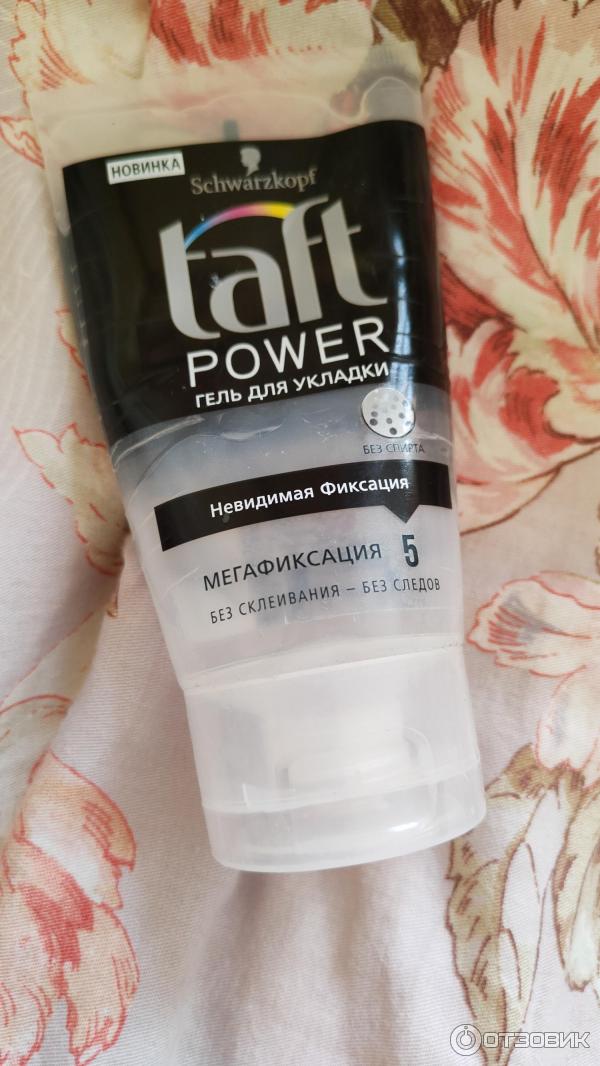 НОВИНКА
Schwarzkopf
taft
POWER
ГЕЛЬ ДЛЯ УКЛАДКИ
БЕЗ СПИРТА
Невидимая Фиксация
МЕГАФИКСАЦИЯ 5
БЕЗ СКЛЕИВАНИЯ – БЕЗ СЛЕДОВ
ОТЗОВИК